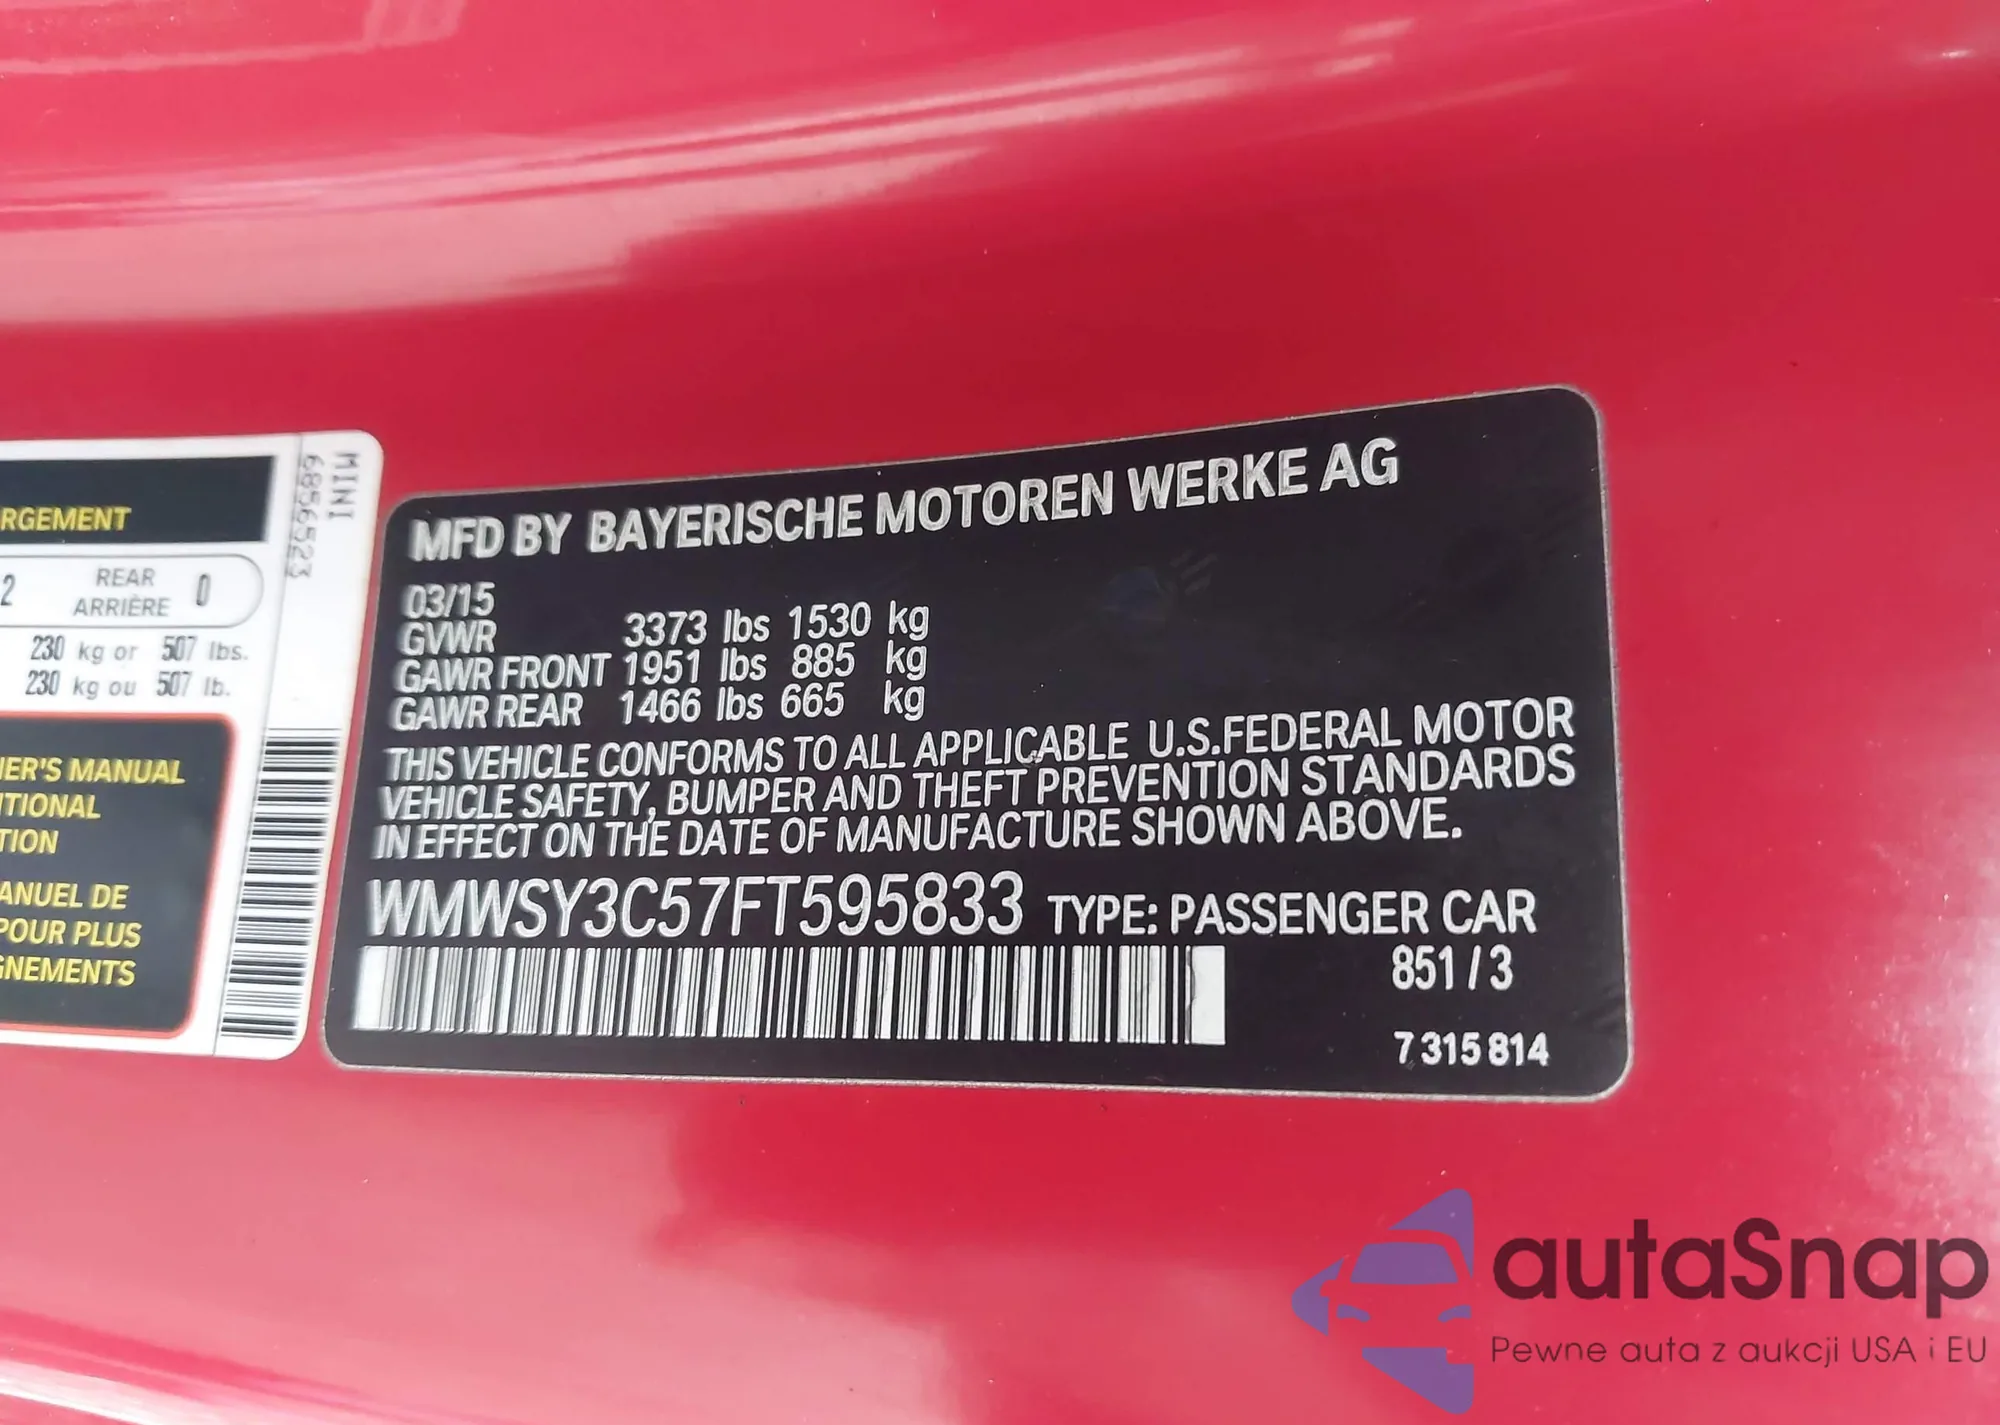 RGEMENT
2 REAR ARRIÈRE 0
230 kg or 507 lbs.
230 kg ou 507 lb.
IER'S MANUAL
ITIONAL
TION
ANUEL DE
POUR PLUS
GNEMENTS
MINI
6856523
MFD BY BAYERISCHE MOTOREN WERKE AG
03/15
GVWR 3373 lbs 1530 kg
GAWR FRONT 1951 lbs 885 kg
GAWR REAR 1466 lbs 665 kg
THIS VEHICLE CONFORMS TO ALL APPLICABLE U.S.FEDERAL MOTOR
VEHICLE SAFETY, BUMPER AND THEFT PREVENTION STANDARDS
IN EFFECT ON THE DATE OF MANUFACTURE SHOWN ABOVE.
WMWSY3C57FT595833 TYPE: PASSENGER CAR
851/3
7 315 814
autaSnap
Pewne auta z aukcji USA i EU